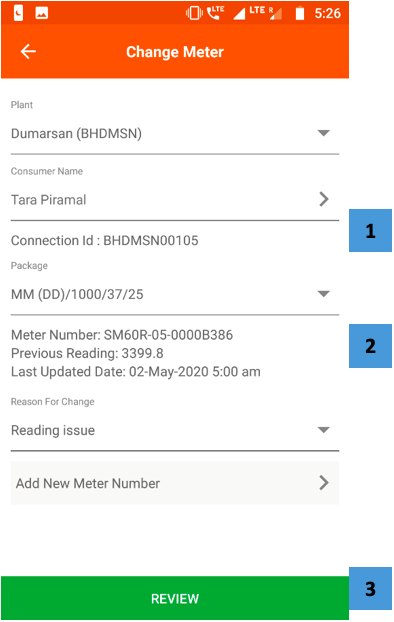 LTE LTE R 5:26
Change Meter
Plant
Dumarsan (BHDMSN)
Consumer Name
Tara Piramal
1
Connection Id : BHDMSN00105
Package
MM (DD)/1000/37/25
Meter Number: SM60R-05-0000B386
2
Previous Reading: 3399.8
Last Updated Date: 02-May-2020 5:00 am
Reason For Change
Reading issue
Add New Meter Number
REVIEW
3